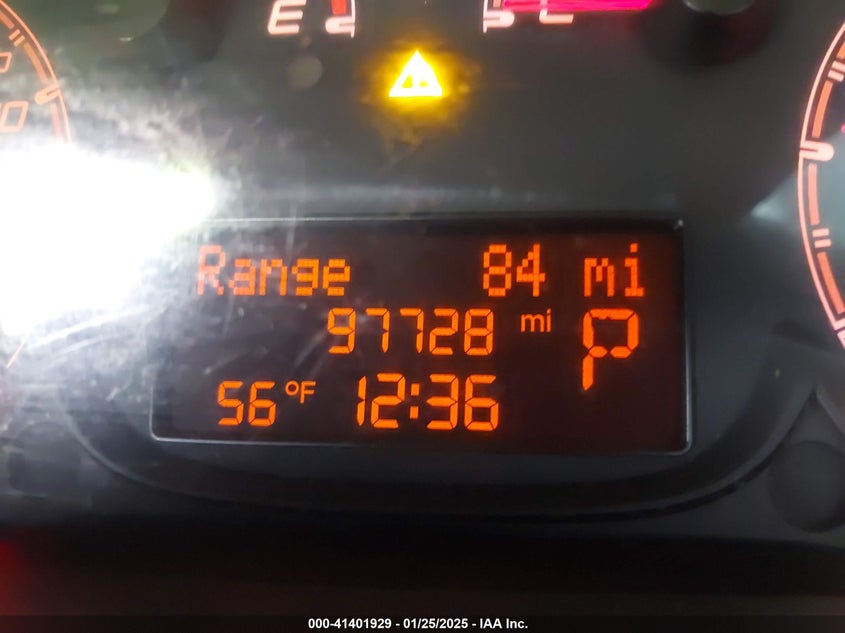 E C
Range 84 mi
97728 mi P
56 °F 12:36
000-41401929 - 01/25/2025 - IAA Inc.